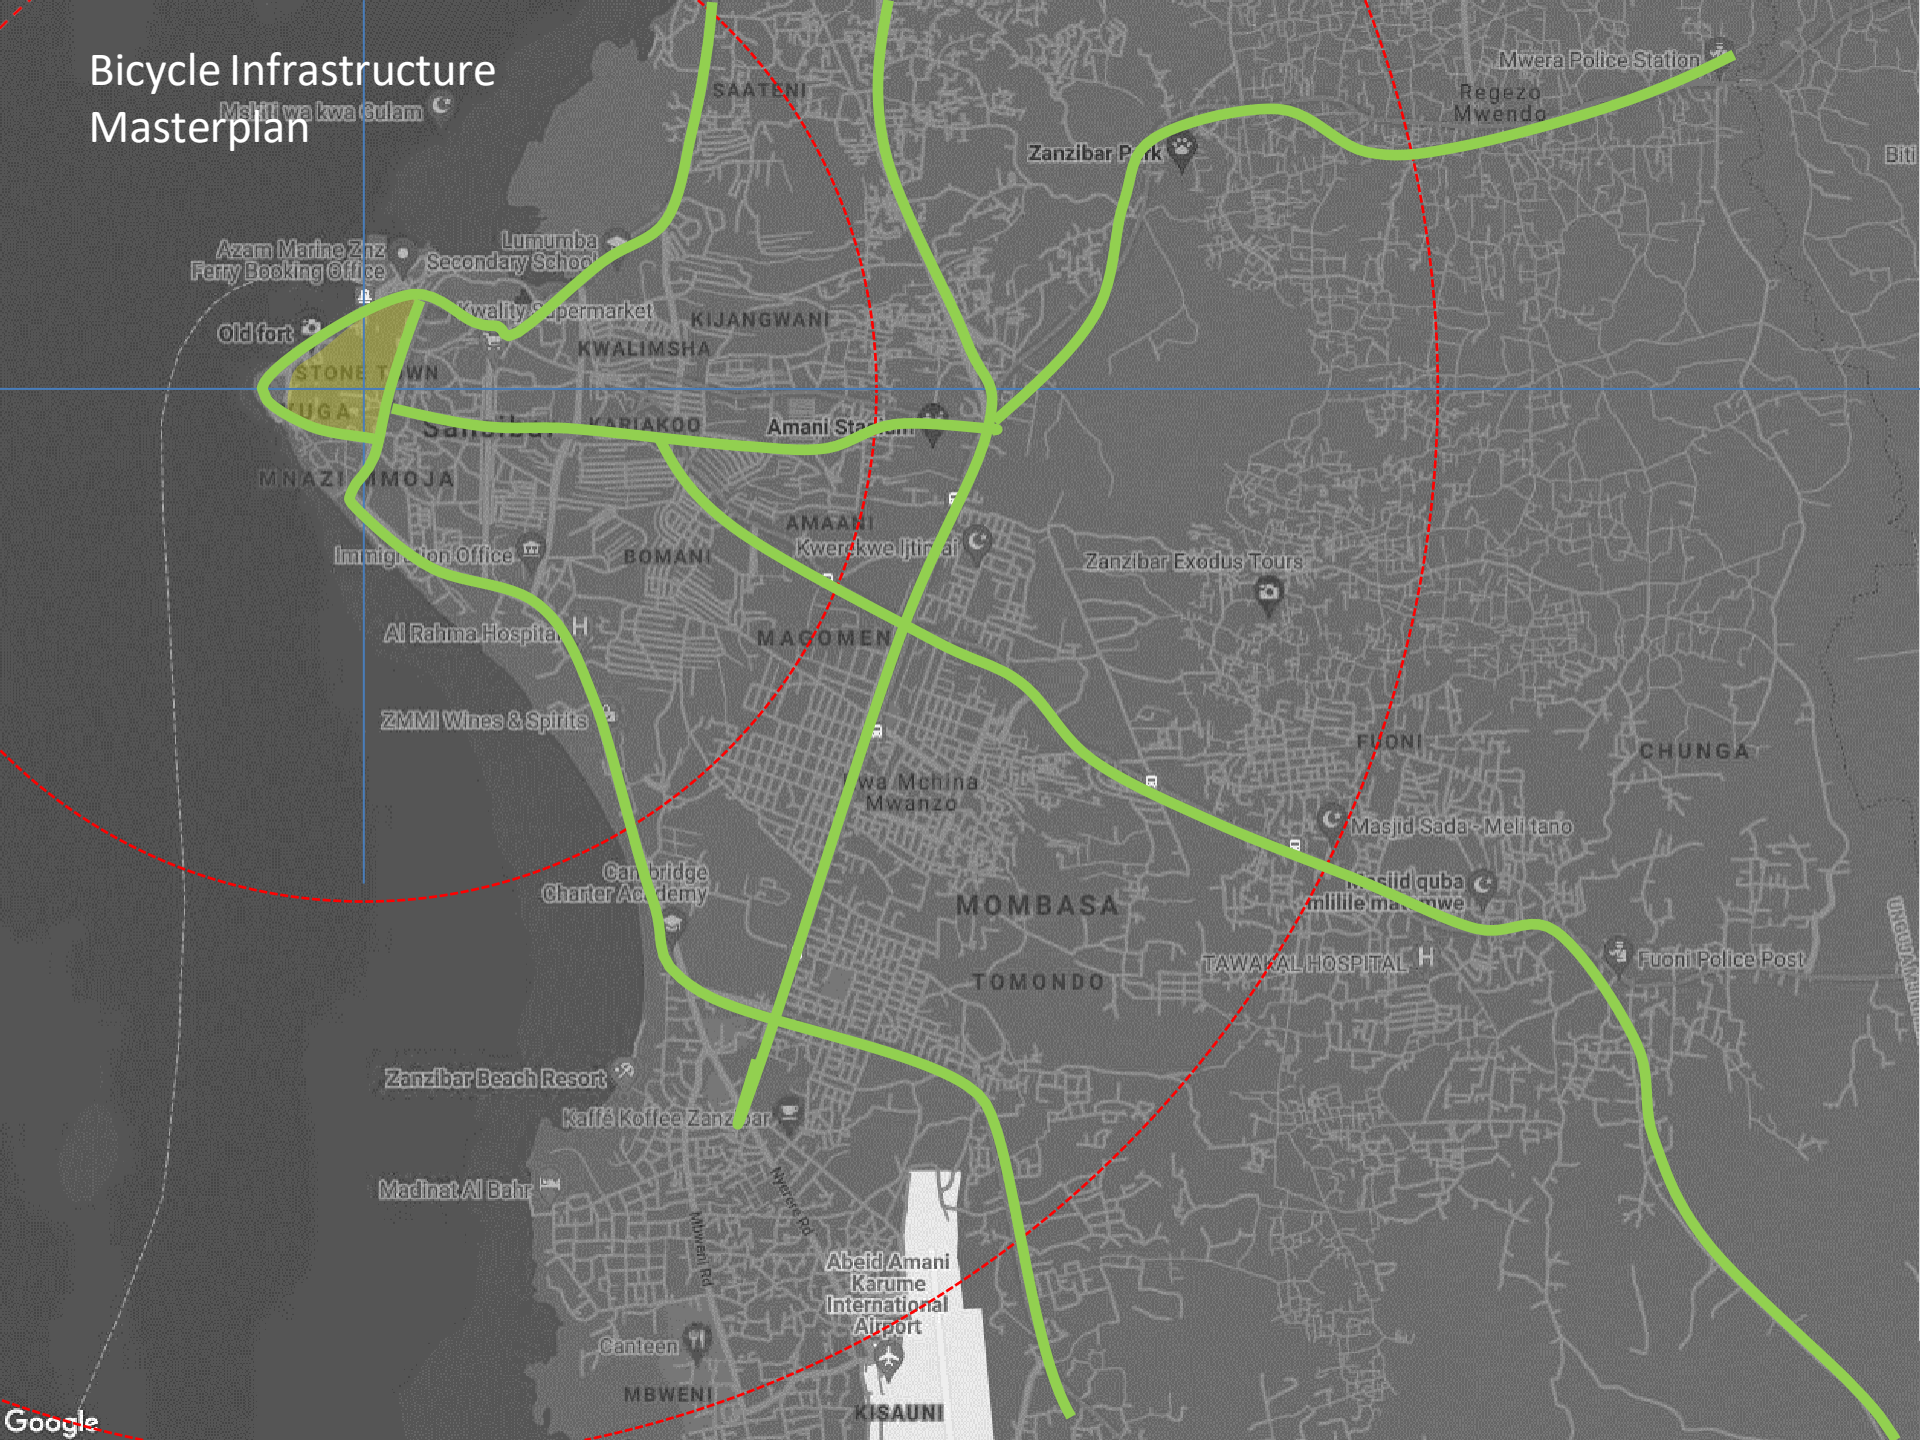 Bicycle Infrastructure
Masterplan
Mskiti wa kwa Gulam
SAATENI
Mwera Police Station
Regezo
Mwendo
Zanzibar Park
Biti
Azam Marine Znz
Ferry Booking Office
Lumumba
Secondary School
Kwality Supermarket
KIJANGWANI
Old fort
KWALIMSHA
STONE TOWN
KARIAKOO
Amani Stadium
MNAZI MMOJA
AMAANI
Immigration Office
BOMANI
Kwerekwe Ijtimai
Zanzibar Exodus Tours
Al Rahma Hospital
MAGOMENI
ZMMI Wines & Spirits
FUONI
CHUNGA
Kwa Mchina
Mwanzo
Masjid Sada - Meli tano
Cambridge
Charter Academy
Masjid quba
mlilile
MOMBASA
TAWAKAL HOSPITAL
Fuoni Police Post
TOMONDO
Zanzibar Beach Resort
Kaffé Koffee Zanzibar
Madinat Al Bahr
Nyerere Rd
Mbweni Rd
Abeid Amani
Karume
International
Airport
Canteen
MBWENI
KISAUNI
Google